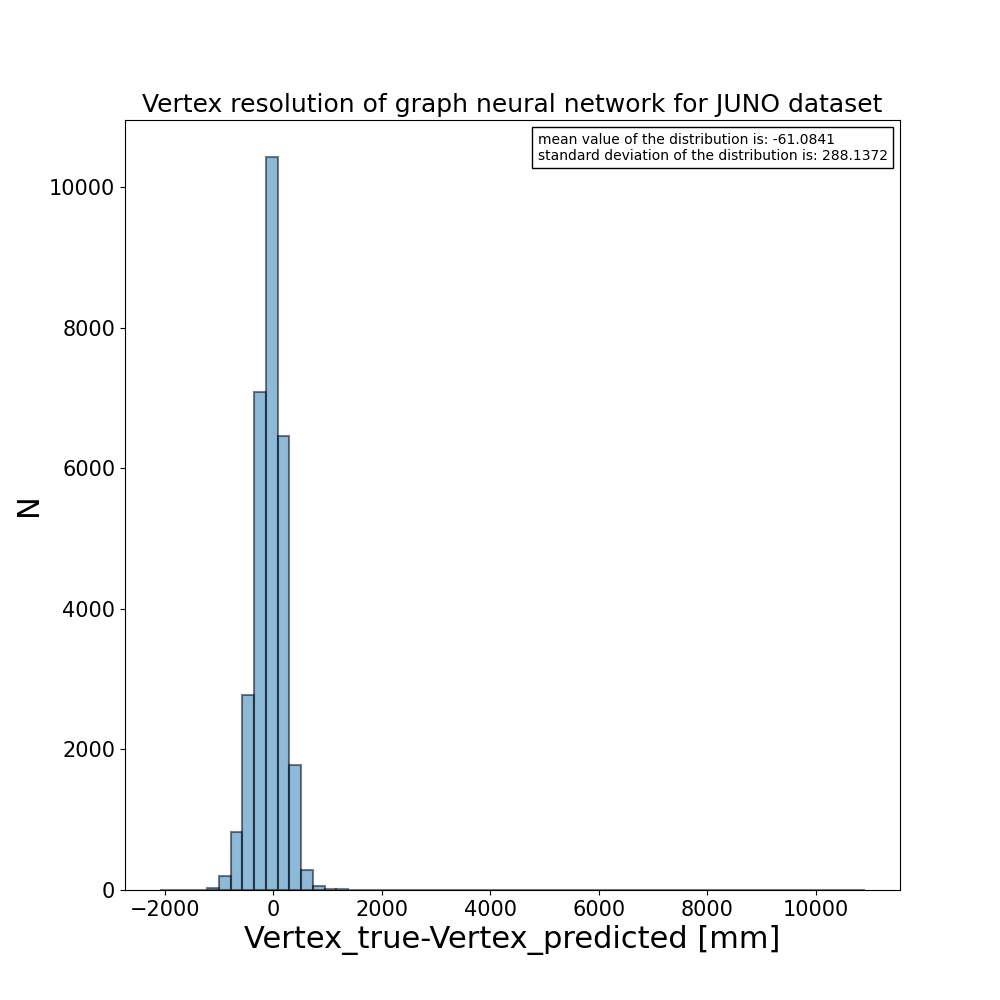 Vertex resolution of graph neural network for JUNO dataset
mean value of the distribution is: -61.0841
standard deviation of the distribution is: 288.1372
10000
8000
6000
4000
2000
0
N
−2000 0 2000 4000 6000 8000 10000
Vertex_true-Vertex_predicted [mm]